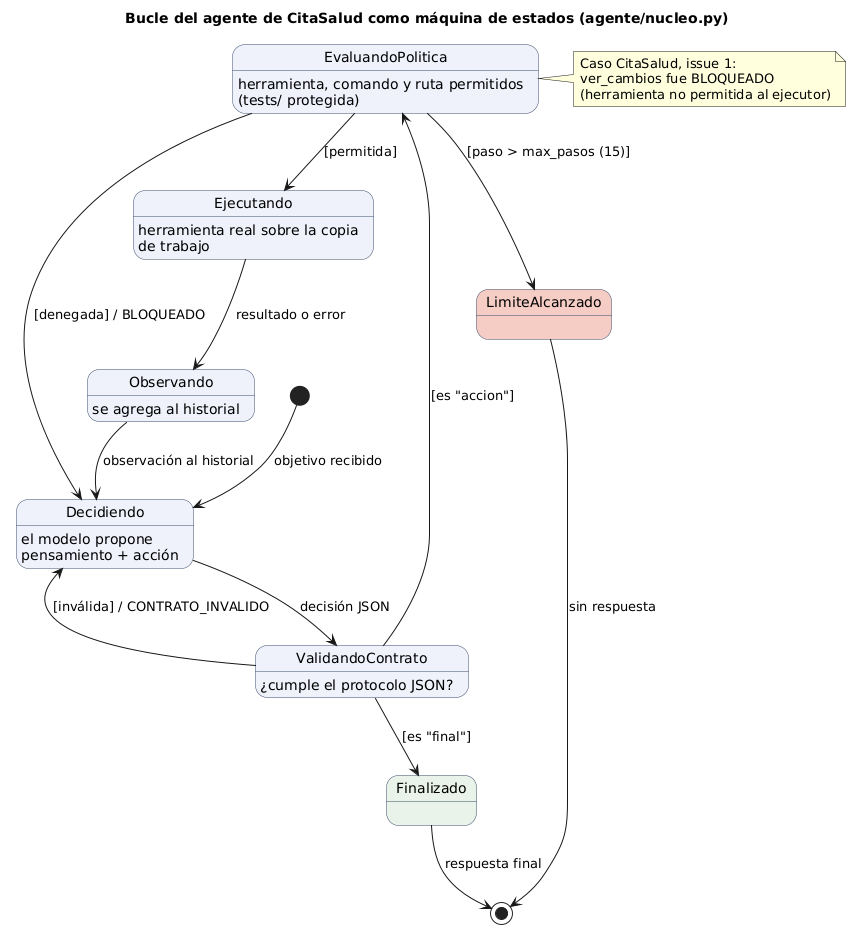 Bucle del agente de CitaSalud como máquina de estados (agente/nucleo.py)
EvaluandoPolitica
herramienta, comando y ruta permitidos
(tests/ protegida)
Caso CitaSalud, issue 1:
ver_cambios fue BLOQUEADO
(herramienta no permitida al ejecutor)
[permitida]
[paso > max_pasos (15)]
Ejecutando
herramienta real sobre la copia
de trabajo
LimiteAlcanzado
[denegada] / BLOQUEADO
resultado o error
Observando
se agrega al historial
[es "accion"]
observación al historial
objetivo recibido
Decidiendo
el modelo propone
pensamiento + acción
[inválida] / CONTRATO_INVALIDO
decisión JSON
sin respuesta
ValidandoContrato
¿cumple el protocolo JSON?
[es "final"]
Finalizado
respuesta final